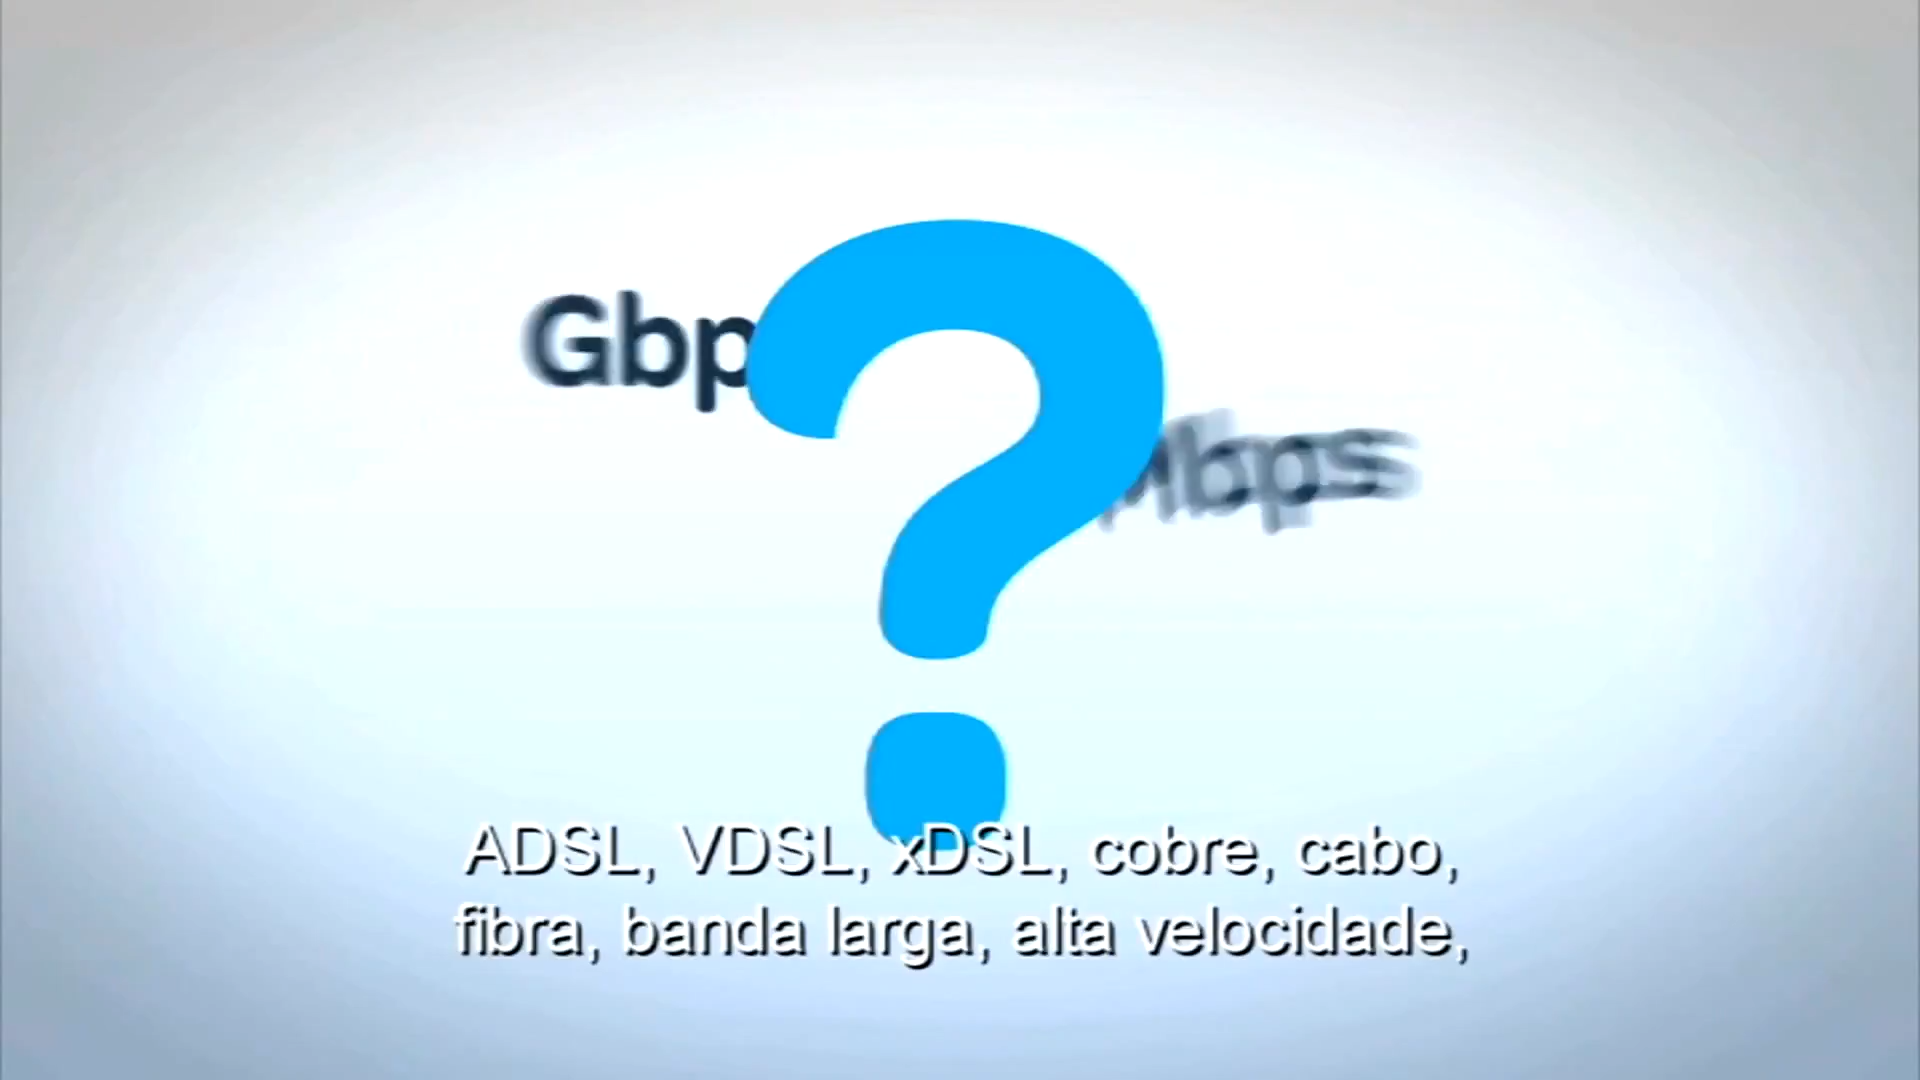 Gbp
?
Mbps
ADSL, VDSL, xDSL, cobre, cabo,
fibra, banda larga, alta velocidade,